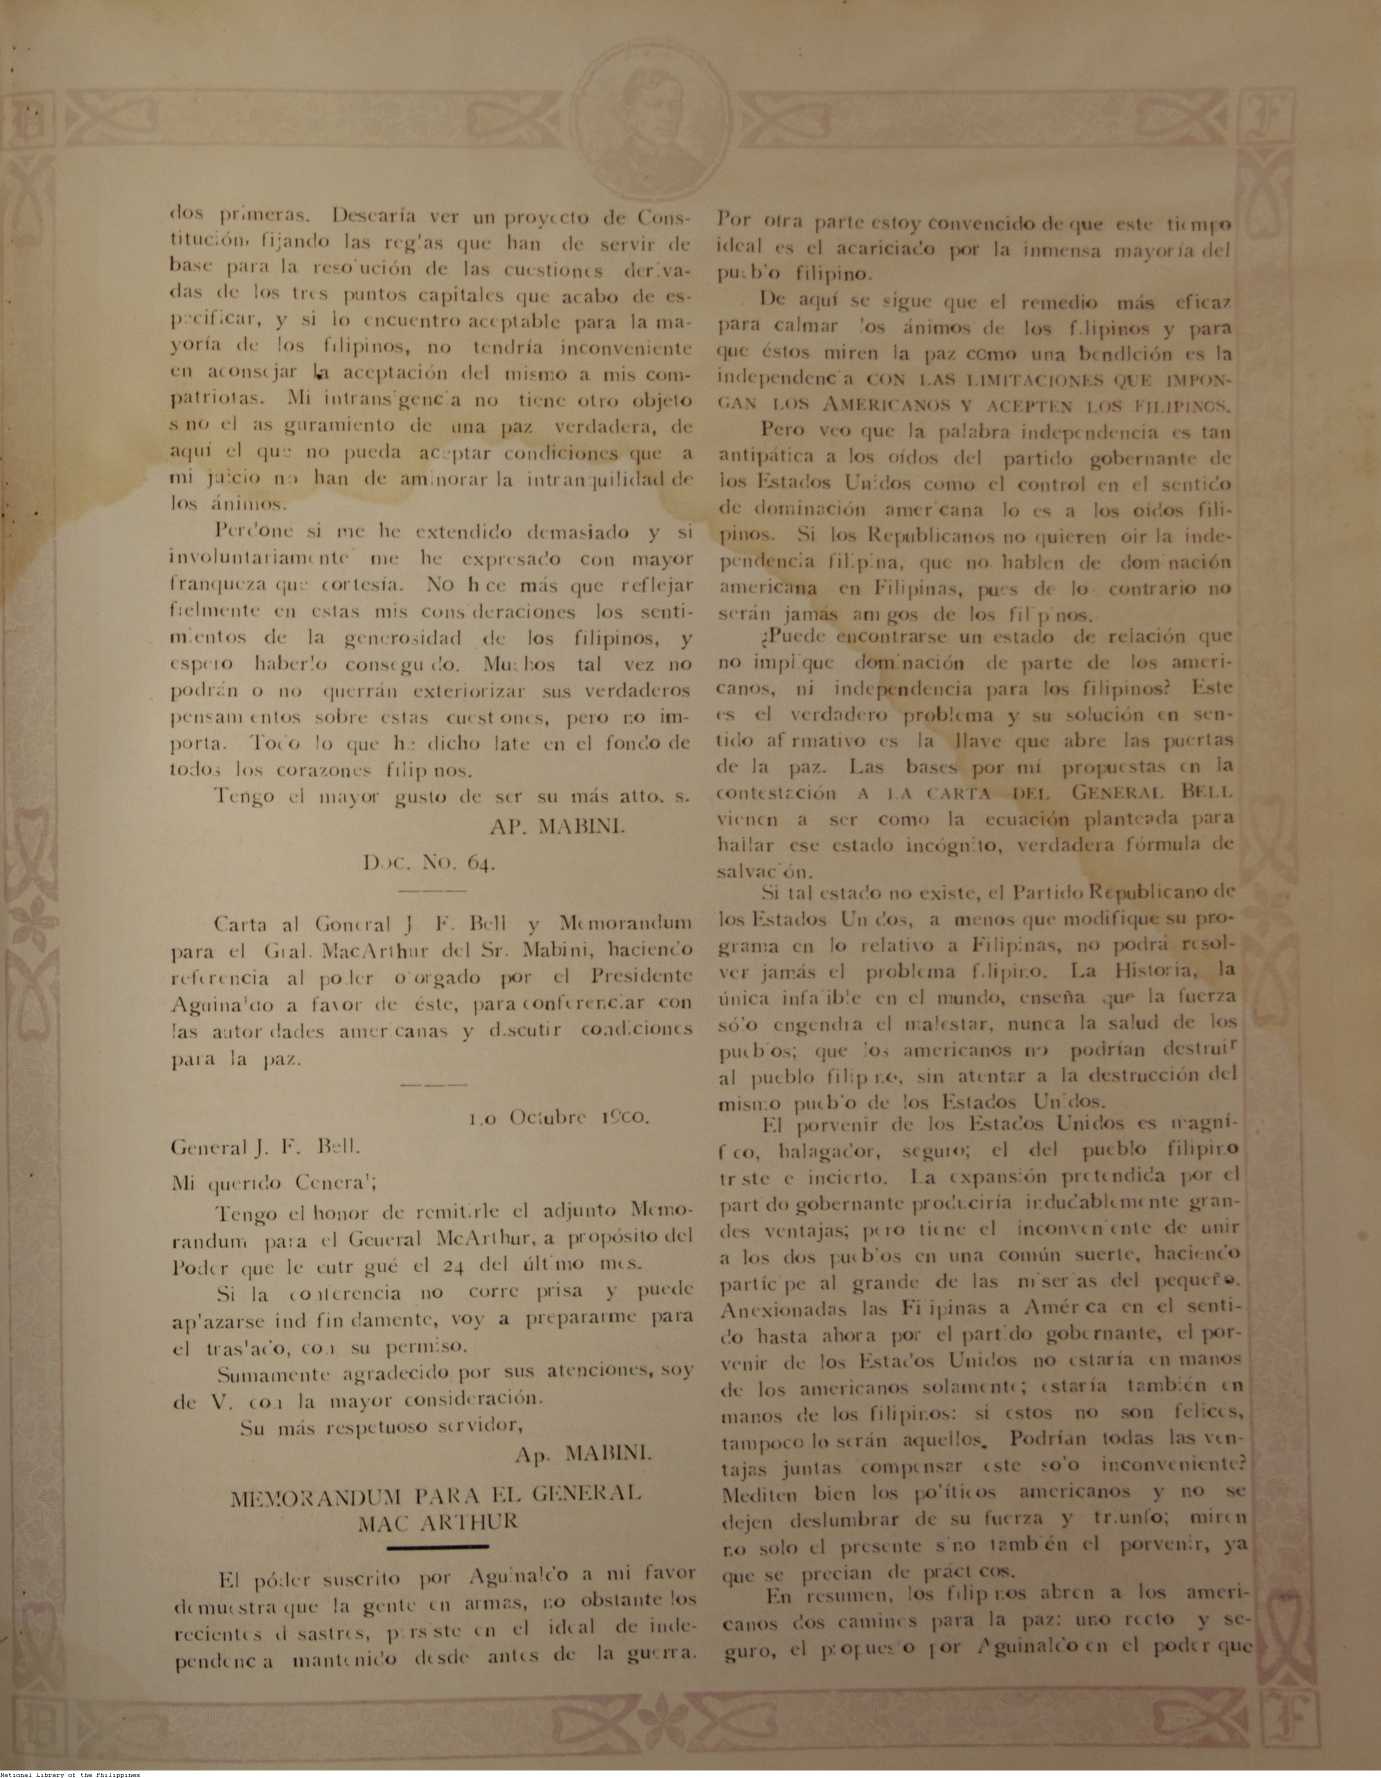 dos primeras. Descaría ver un proyecto de Cons-
titución, fijando las reglas que han de servir de
base para la resolución de las cuestiones deriva-
das de los tres puntos capitales que acabo de es-
pecificar, y si lo encuentro aceptable para la ma-
yoría de los filipinos, no tendría inconveniente
en aconsejar la aceptación del mismo a mis com-
patriotas. Mi intransigencia no tiene otro objeto
sino el aseguramiento de una paz verdadera, de
aquí el que no pueda aceptar condiciones que a
mi juicio no han de aminorar la intranquilidad de
los ánimos.
Perdone si me he extendido demasiado y si
involuntariamente me he expresado con mayor
franqueza que cortesía. No hice más que reflejar
fielmente en estas mis consideraciones los senti-
mientos de la generosidad de los filipinos, y
espero haberlo conseguido. Muchos tal vez no
podrán o no querrán exteriorizar sus verdaderos
pensamientos sobre estas cuestiones, pero no im-
porta. Todo lo que he dicho late en el fondo de
todos los corazones filipinos.
Tengo el mayor gusto de ser su más atto. s.
AP. MABINI.
Doc. No. 64.
Carta al General J. F. Bell y Memorandum
para el Gral. MacArthur del Sr. Mabini, haciendo
referencia al poder otorgado por el Presidente
Aguinaldo a favor de éste, para conferenciar con
las autoridades americanas y discutir condiciones
para la paz.
1.o Octubre 1900.
General J. F. Bell.
Mi querido General;
Tengo el honor de remitirle el adjunto Memo-
randum para el Geueral McArthur, a propósito del
Poder que le eutregué el 24 del último mes.
Si la conferencia no corre prisa y puede
aplazarse indefinidamente, voy a prepararme para
el traslado, con su permiso.
Sumamente agradecido por sus atenciones, soy
de V. con la mayor consideración.
Su más respetuoso servidor,
Ap. MABINI.
MEMORANDUM PARA EL GENERAL
MAC ARTHUR
El póder suscrito por Aguinaldo a mi favor
demuestra que la gente en armas, no obstante los
recientes desastres, persiste en el ideal de inde-
pendencia mantenido desde antes de la guerra.
Por otra parte estoy convencido de que este tiempo
ideal es el acariciado por la inmensa mayoría del
pueblo filipino.
De aquí se sigue que el remedio más eficaz
para calmar los ánimos de los filipinos y para
que éstos miren la paz como una bendición es la
independencia CON LAS LIMITACIONES QUE IMPON-
GAN LOS AMERICANOS Y ACEPTEN LOS FILIPINOS.
Pero veo que la palabra independencia es tan
antipática a los oídos del partido gobernante de
los Estados Unidos como el control en el sentido
de dominación americana lo es a los oidos fili-
pinos. Si los Republicanos no quieren oir la inde-
pendencia filipina, que no hablen de dominación
americana en Filipinas, pues de lo contrario no
serán jamás amigos de los filipinos.
¿Puede encontrarse un estado de relación que
no implique dominación de parte de los ameri-
canos, ni independencia para los filipinos? Este
es el verdadero problema y su solución en sen-
tido afirmativo es la llave que abre las puertas
de la paz. Las bases por mí propuestas en la
contestación A LA CARTA DEL GENERAL BELL
vienen a ser como la ecuación planteada para
hallar ese estado incógnito, verdadera fórmula de
salvación.
Si tal estado no existe, el Partido Republicano de
los Estados Unidos, a menos que modifique su pro-
grama en lo relativo a Filipinas, no podrá resol-
ver jamás el problema filipino. La Historia, la
única infalible en el mundo, enseña que la fuerza
sólo engendra el malestar, nunca la salud de los
pueblos; que los americanos no podrían destruir
al pueblo filipino, sin atentar a la destrucción del
mismo pueblo de los Estados Unidos.
El porvenir de los Estados Unidos es magní-
fico, halagador, seguro; el del pueblo filipino
triste e incierto. La expansión pretendida por el
partido gobernante produciría indudablemente gran-
des ventajas; pero tiene el inconveniente de unir
a los dos pueblos en una común suerte, haciendo
partícipe al grande de las miserias del pequeño.
Anexionadas las Filipinas a América en el senti-
do hasta ahora por el partido gobernante, el por-
venir de los Estados Unidos no estaría en manos
de los americanos solamente; estaría también en
manos de los filipinos: si estos no son felices,
tampoco lo serán aquellos. Podrían todas las ven-
tajas juntas compensar este solo inconveniente?
Mediten bien los políticos americanos y no se
dejen deslumbrar de su fuerza y triunfo; miren
no solo el presente sino también el porvenir, ya
que se precian de prácticos.
En resumen, los filipinos abren a los ameri-
canos dos camines para la paz: uno recto y se-
guro, el propuesto por Aguinaldo en el poder que
National Library of the Philippines